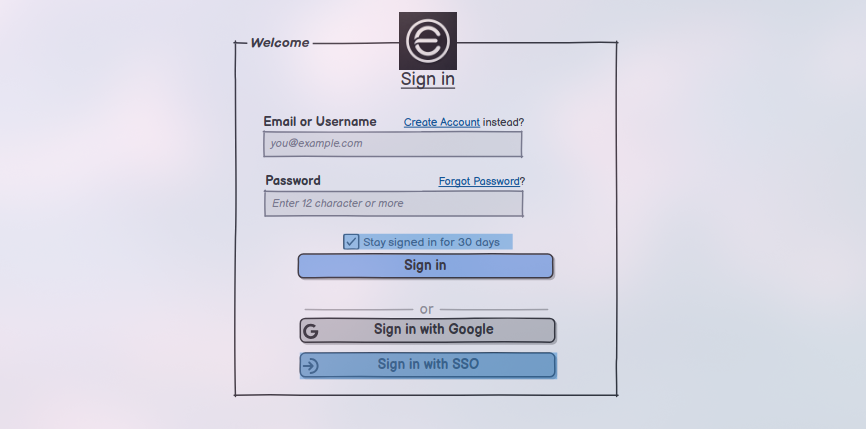 Welcome
Sign in
Email or Username
Create Account instead?
you@example.com
Password
Forgot Password?
Enter 12 character or more
Stay signed in for 30 days
Sign in
or
Sign in with Google
Sign in with SSO